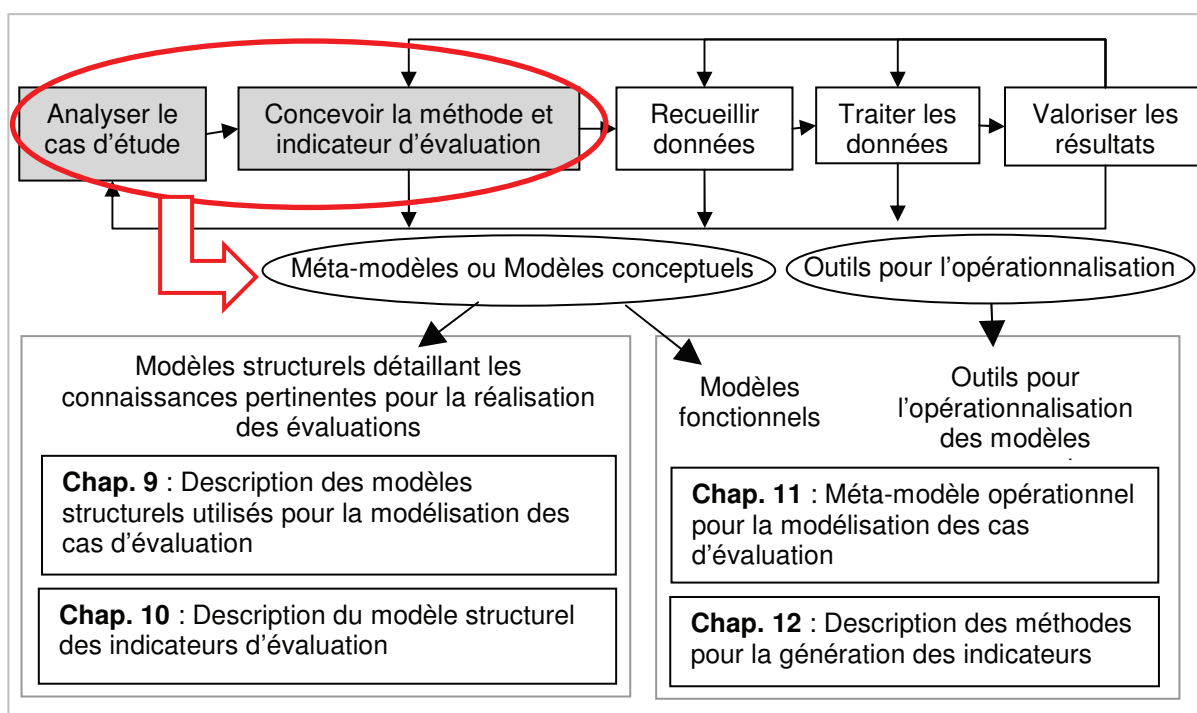 Analyser le
cas d'étude
Concevoir la méthode et
indicateur d'évaluation
Recueillir
données
Traiter les
données
Valoriser les
résultats
Méta-modèles ou Modèles conceptuels
Outils pour l'opérationnalisation
Modèles structurels détaillant les
connaissances pertinentes pour la réalisation
des évaluations
Chap. 9 : Description des modèles
structurels utilisés pour la modélisation des
cas d'évaluation
Chap. 10 : Description du modèle structurel
des indicateurs d'évaluation
Modèles
fonctionnels
Outils pour
l'opérationnalisation
des modèles
Chap. 11 : Méta-modèle opérationnel
pour la modélisation des cas
d'évaluation
Chap. 12 : Description des méthodes
pour la génération des indicateurs